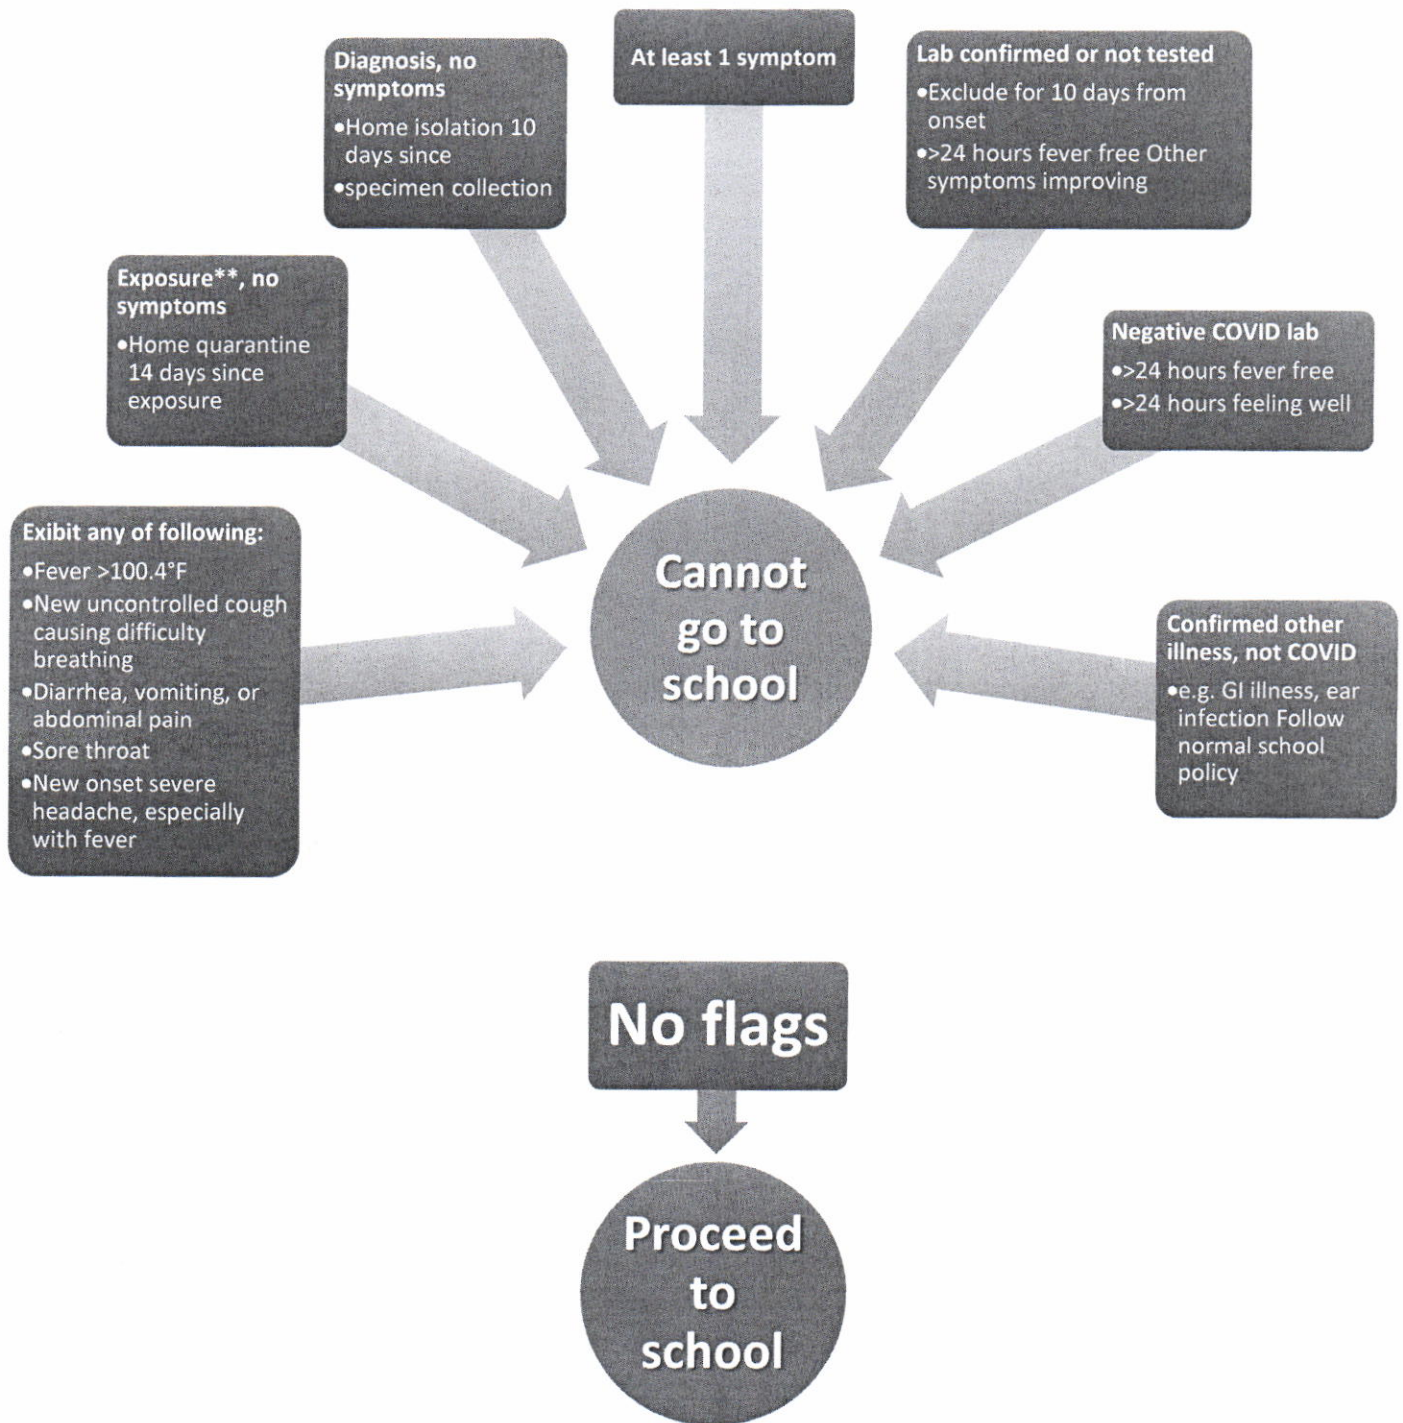 Diagnosis, no
symptoms
•Home isolation 10
days since
•specimen collection
At least 1 symptom
Lab confirmed or not tested
•Exclude for 10 days from
onset
•>24 hours fever free Other
symptoms improving
Exposure**, no
symptoms
•Home quarantine
14 days since
exposure
Negative COVID lab
•>24 hours fever free
•>24 hours feeling well
Exibit any of following:
•Fever >100.4°F
•New uncontrolled cough
causing difficulty
breathing
•Diarrhea, vomiting, or
abdominal pain
•Sore throat
•New onset severe
headache, especially
with fever
Cannot
go to
school
Confirmed other
illness, not COVID
•e.g. GI illness, ear
infection Follow
normal school
policy
No flags
Proceed
to
school